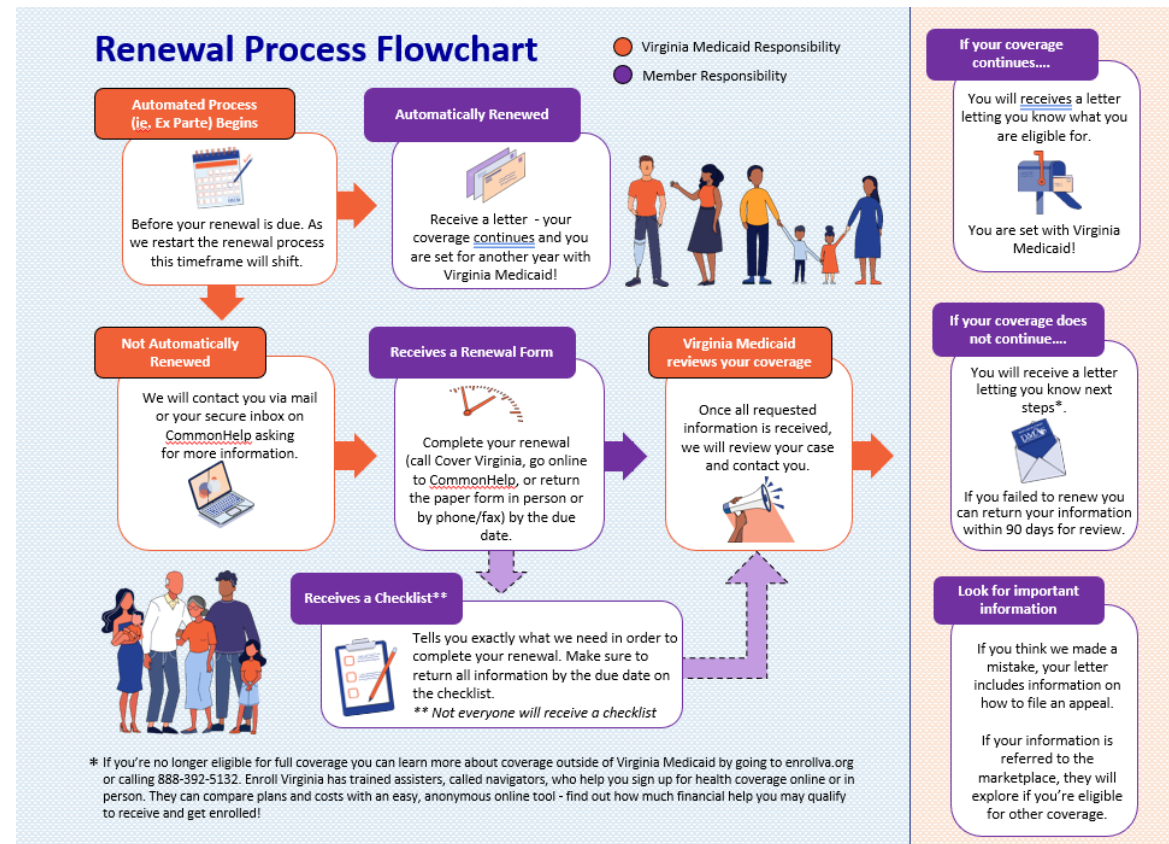 Renewal Process Flowchart
Virginia Medicaid Responsibility
Member Responsibility
Automated Process
(ie. Ex Parte) Begins
Before your renewal is due. As
we restart the renewal process
this timeframe will shift.
Automatically Renewed
Receive a letter - your
coverage continues and you
are set for another year with
Virginia Medicaid!
Not Automatically
Renewed
We will contact you via mail
or your secure inbox on
CommonHelp asking
for more information.
Receives a Renewal Form
Complete your renewal
(call Cover Virginia, go online
to CommonHelp, or return
the paper form in person or
by phone/fax) by the due
date.
Virginia Medicaid
reviews your coverage
Once all requested
information is received,
we will review your case
and contact you.
Receives a Checklist**
Tells you exactly what we need in order to
complete your renewal. Make sure to
return all information by the due date on
the checklist.
** Not everyone will receive a checklist
* If you're no longer eligible for full coverage you can learn more about coverage outside of Virginia Medicaid by going to enrollva.org
or calling 888-392-5132. Enroll Virginia has trained assisters, called navigators, who help you sign up for health coverage online or in
person. They can compare plans and costs with an easy, anonymous online tool - find out how much financial help you may qualify
to receive and get enrolled!
If your coverage
continues....
You will receives a letter
letting you know what you
are eligible for.
You are set with Virginia
Medicaid!
If your coverage does
not continue....
You will receive a letter
letting you know next
steps*.
If you failed to renew you
can return your information
within 90 days for review.
Look for important
information
If you think we made a
mistake, your letter
includes information on
how to file an appeal.
If your information is
referred to the
marketplace, they will
explore if you're eligible
for other coverage.